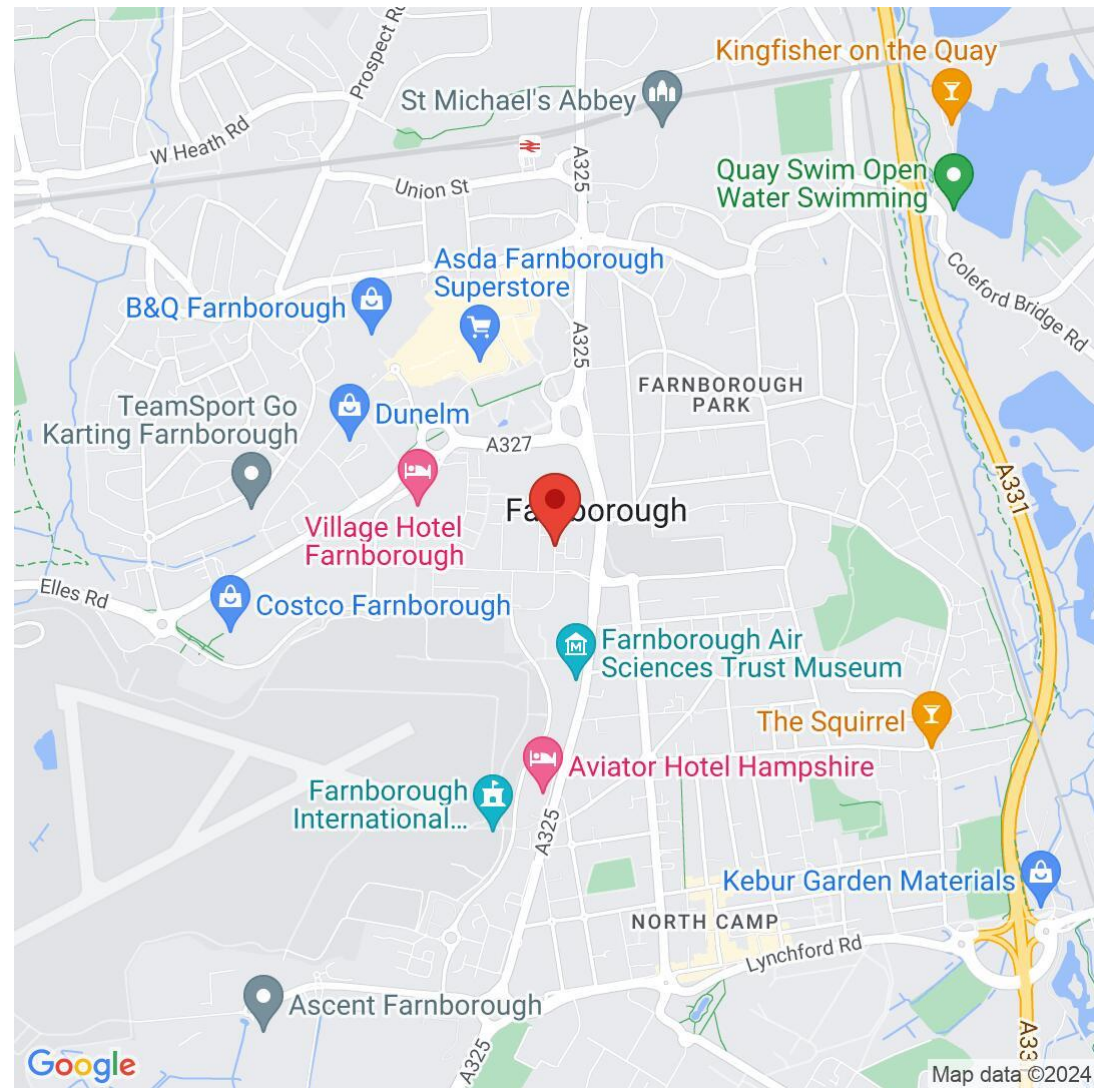 Prospect Ro
Kingfisher on the Quay
St Michael's Abbey
W Heath Rd
A325
Union St
Quay Swim Open
Water Swimming
Asda Farnborough
Superstore
B&Q Farnborough
Coleford Bridge Rd
A325
FARNBOROUGH
PARK
TeamSport Go
Karting Farnborough
Dunelm
A327
A331
Farnborough
Village Hotel
Farnborough
Elles Rd
Costco Farnborough
Farnborough Air
Sciences Trust Museum
The Squirrel
Aviator Hotel Hampshire
Farnborough
International...
A325
Kebur Garden Materials
NORTH CAMP
Lynchford Rd
Ascent Farnborough
A325
A33
Google
Map data ©2024